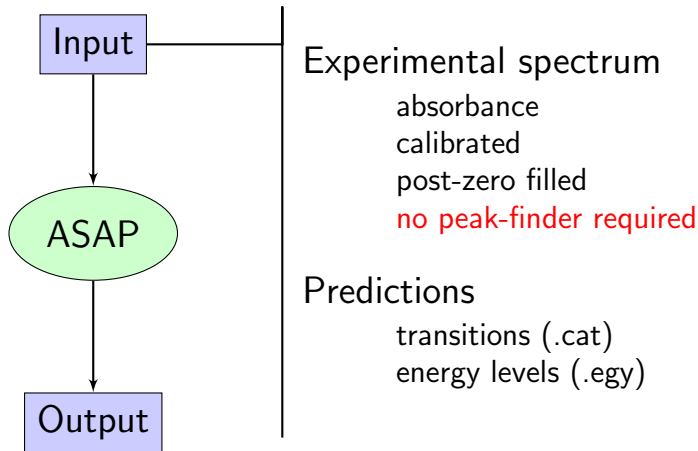 Input
ASAP
Output
Experimental spectrum
absorbance
calibrated
post-zero filled
no peak-finder required
Predictions
transitions (.cat)
energy levels (.egy)